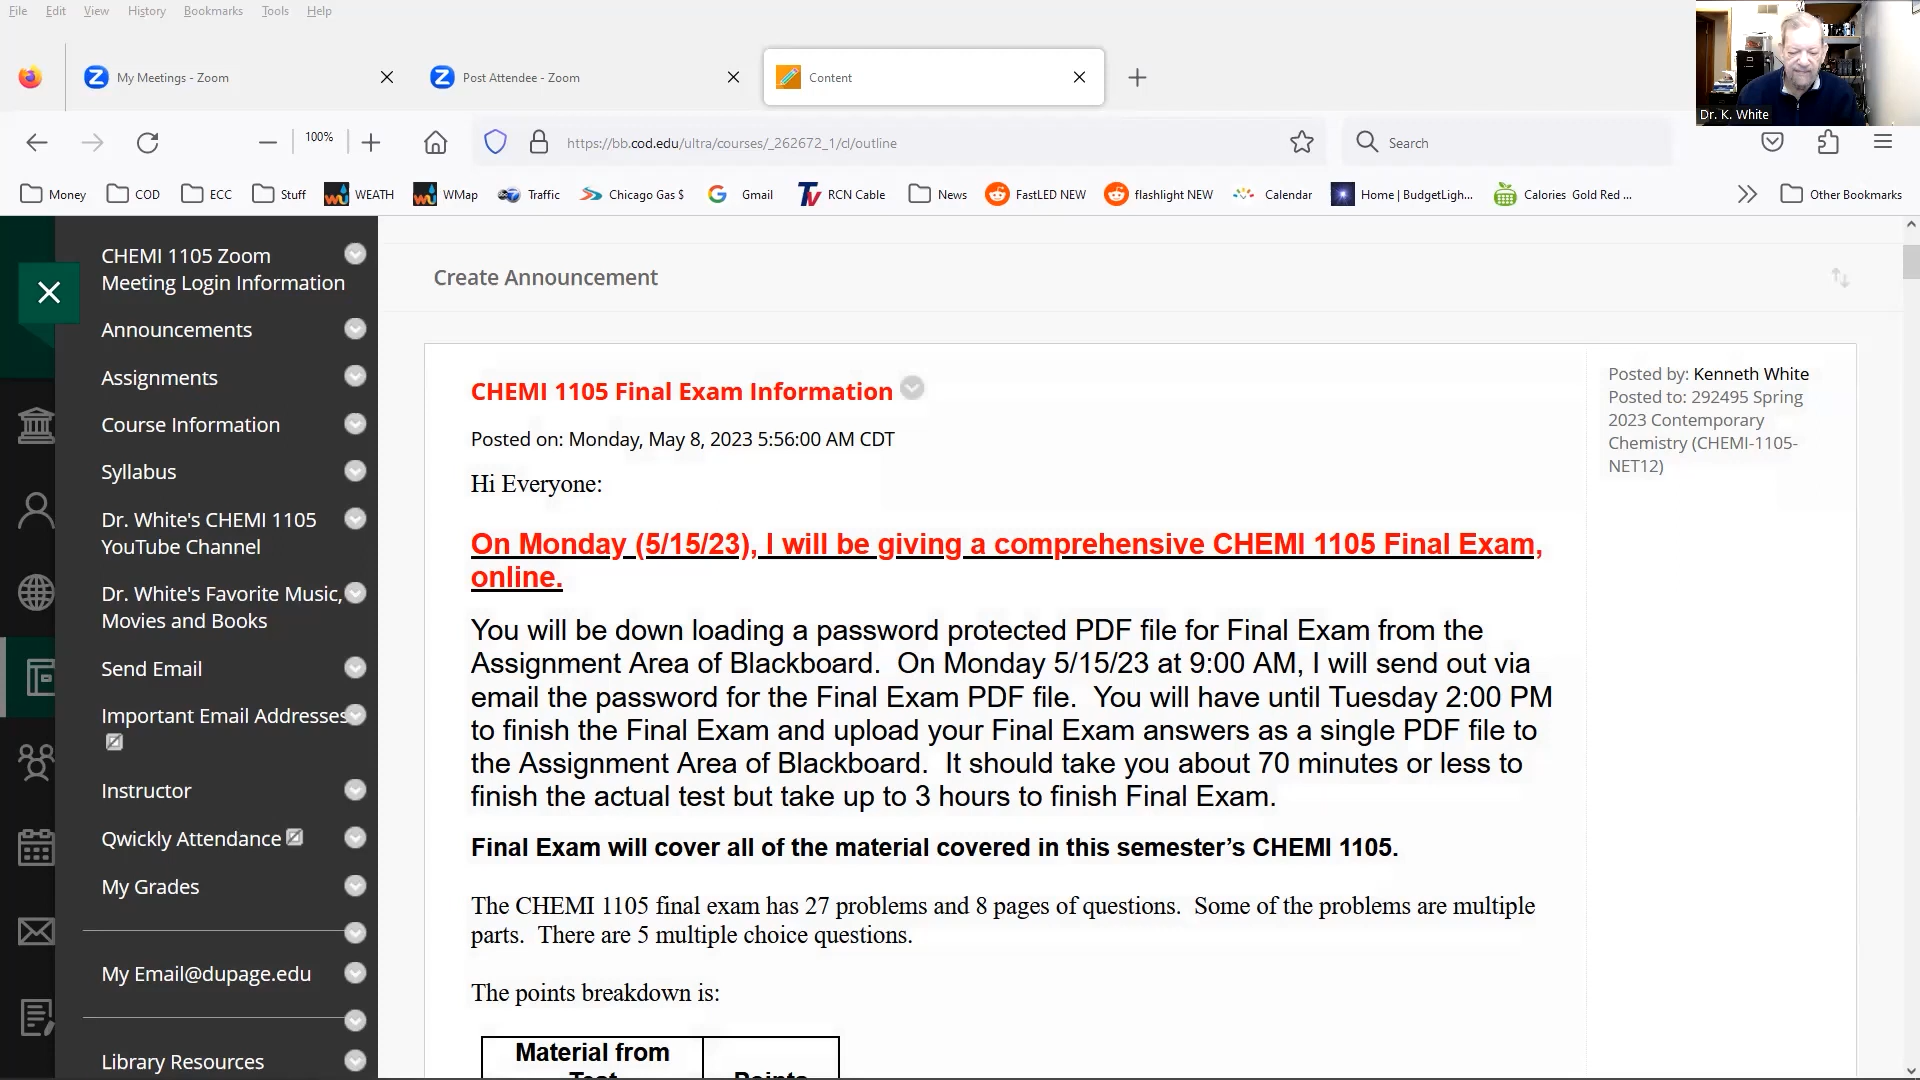 File Edit View History Bookmarks Tools Help
My Meetings - Zoom
Post Attendee - Zoom
Content
Dr. K. White
100%
https://bb.cod.edu/ultra/courses/_262672_1/cl/outline
Search
Money COD ECC Stuff WEATH WMap Traffic Chicago Gas $ Gmail RCN Cable News FastLED NEW flashlight NEW Calendar Home | BudgetLigh... Calories Gold Red ... Other Bookmarks
CHEMI 1105 Zoom
Meeting Login Information
Announcements
Assignments
Course Information
Syllabus
Dr. White's CHEMI 1105
YouTube Channel
Dr. White's Favorite Music,
Movies and Books
Send Email
Important Email Addresses
Instructor
Qwickly Attendance
My Grades
My Email@dupage.edu
Library Resources
Create Announcement
CHEMI 1105 Final Exam Information
Posted on: Monday, May 8, 2023 5:56:00 AM CDT
Hi Everyone:
On Monday (5/15/23), I will be giving a comprehensive CHEMI 1105 Final Exam,
online.
You will be down loading a password protected PDF file for Final Exam from the
Assignment Area of Blackboard.  On Monday 5/15/23 at 9:00 AM, I will send out via
email the password for the Final Exam PDF file.  You will have until Tuesday 2:00 PM
to finish the Final Exam and upload your Final Exam answers as a single PDF file to
the Assignment Area of Blackboard.  It should take you about 70 minutes or less to
finish the actual test but take up to 3 hours to finish Final Exam.
Final Exam will cover all of the material covered in this semester’s CHEMI 1105.
The CHEMI 1105 final exam has 27 problems and 8 pages of questions.  Some of the problems are multiple
parts.  There are 5 multiple choice questions.
The points breakdown is:
Material from
Test
Points
Posted by: Kenneth White
Posted to: 292495 Spring
2023 Contemporary
Chemistry (CHEMI-1105-
NET12)